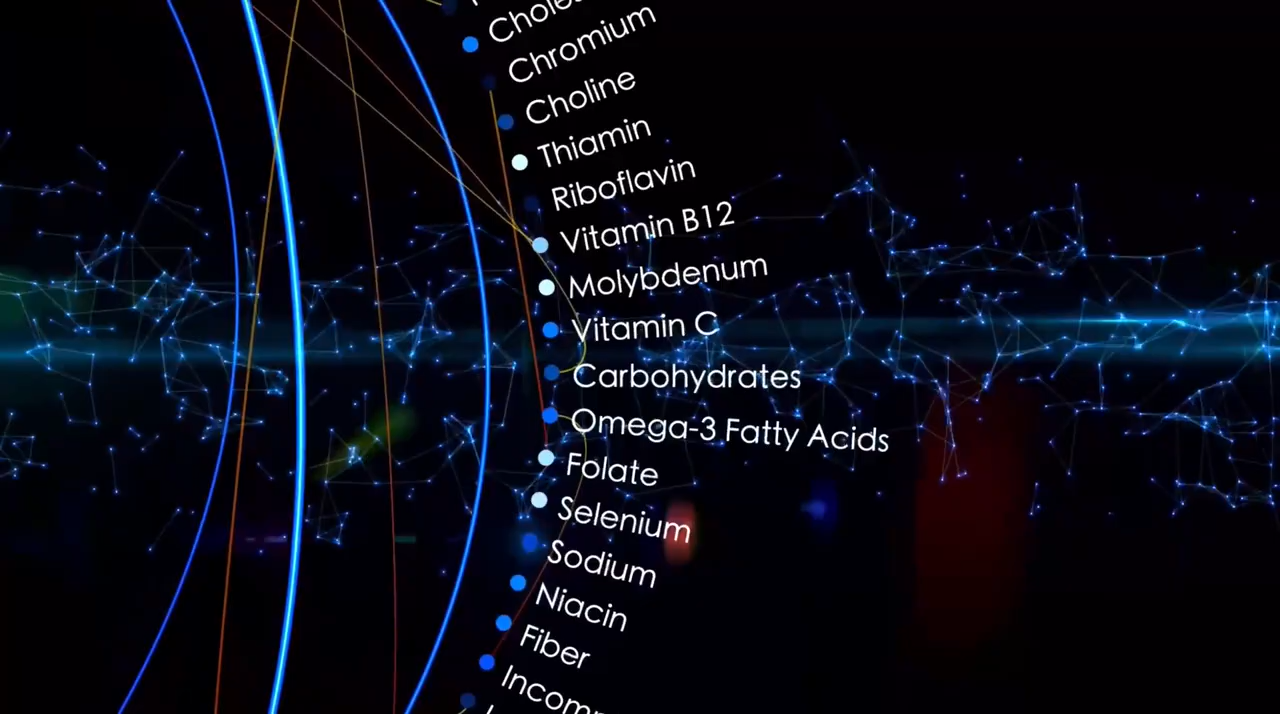 Chromium
Choline
Thiamin
Riboflavin
Vitamin B12
Molybdenum
Vitamin C
Carbohydrates
Omega-3 Fatty Acids
Folate
Selenium
Sodium
Niacin
Fiber